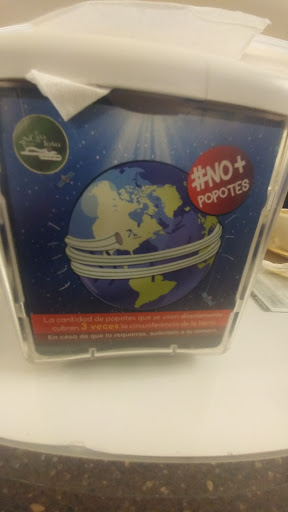 #NO+
POPOTES
La cantidad de popotes que se usan diariamente
cubren 3 veces la circunferencia de la tierra
En caso de que lo requieras, solicítalo a tu